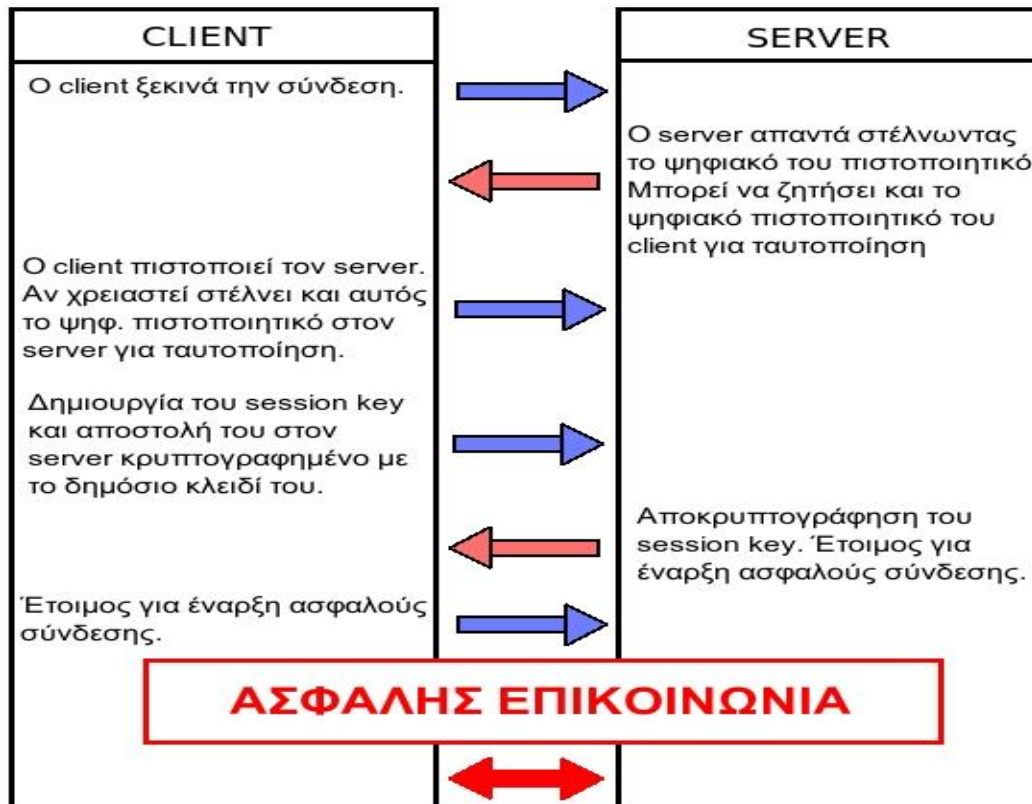 CLIENT
SERVER
Ο client ξεκινά την σύνδεση.
Ο server απαντά στέλνωντας
το ψηφιακό του πιστοποιητικό
Μπορεί να ζητήσει και το
ψηφιακό πιστοποιητικό του
client για ταυτοποίηση
Ο client πιστοποιεί τον server.
Αν χρειαστεί στέλνει και αυτός
το ψηφ. πιστοποιητικό στον
server για ταυτοποίηση.
Δημιουργία του session key
και αποστολή του στον
server κρυπτογραφημένο με
το δημόσιο κλειδί του.
Αποκρυπτογράφηση του
session key. Έτοιμος για
έναρξη ασφαλούς σύνδεσης.
Έτοιμος για έναρξη ασφαλούς
σύνδεσης.
ΑΣΦΑΛΗΣ ΕΠΙΚΟΙΝΩΝΙΑ